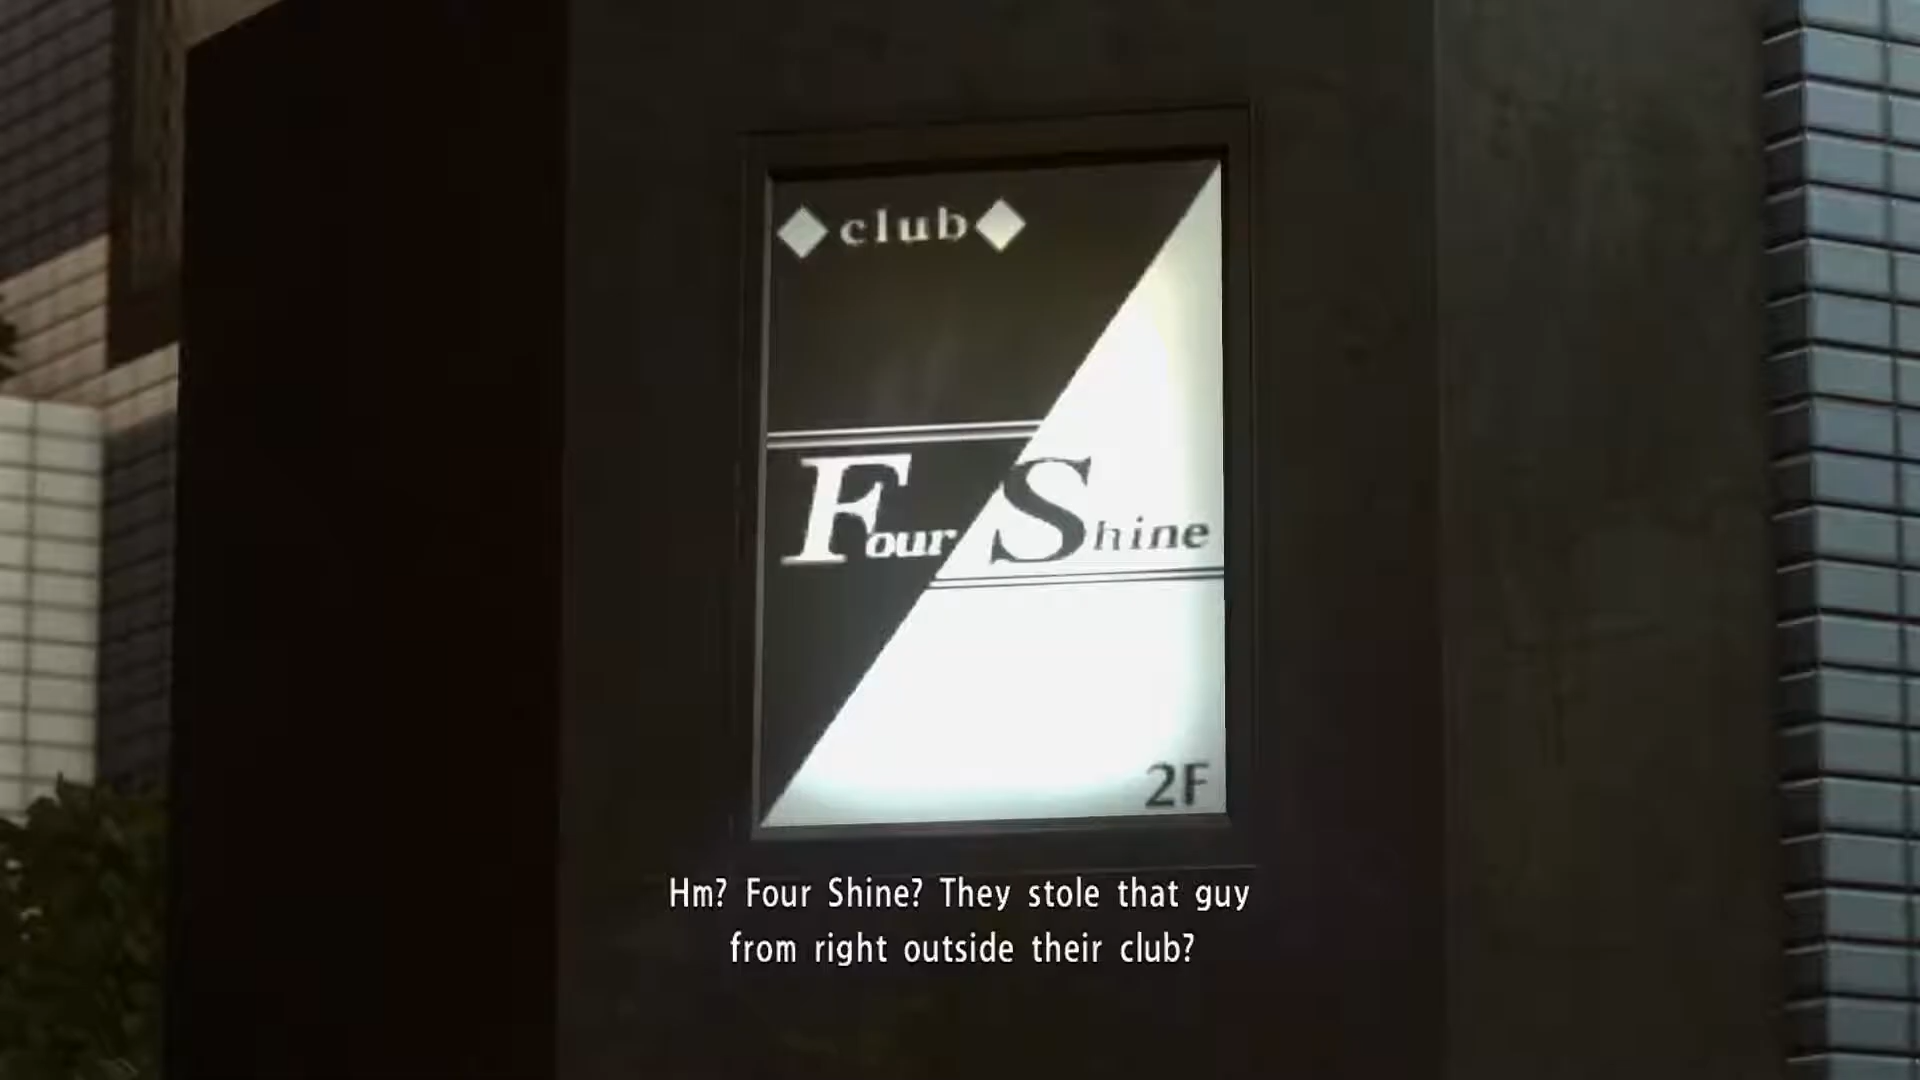 club
Four Shine
2F
Hm? Four Shine? They stole that guy
from right outside their club?